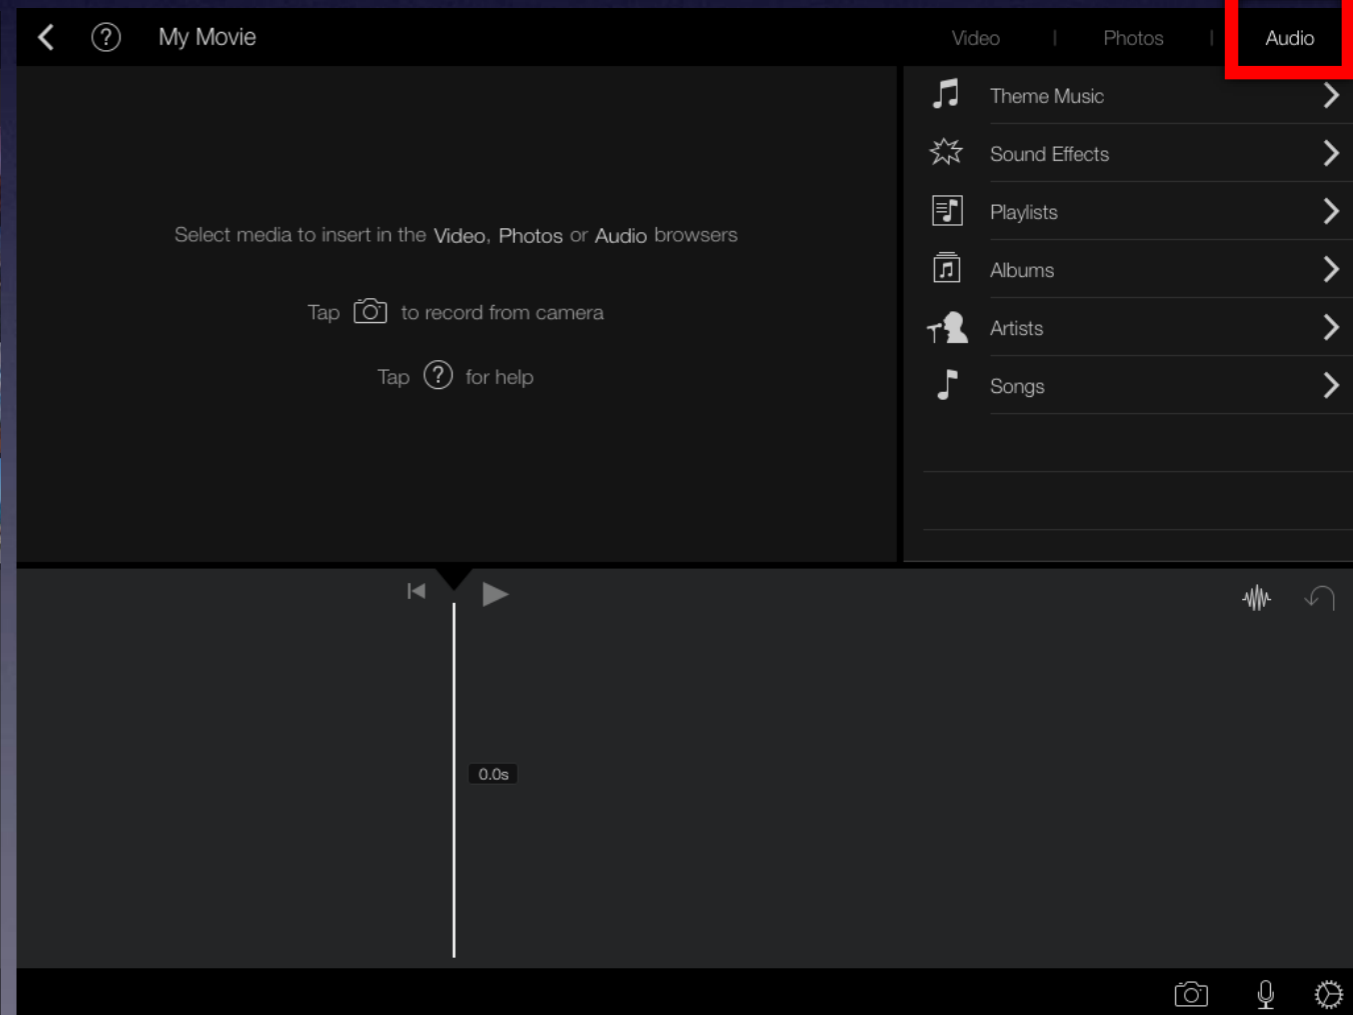 My Movie
Video | Photos | Audio
Theme Music
Sound Effects
Playlists
Albums
Artists
Songs
Select media to insert in the Video, Photos or Audio browsers
Tap to record from camera
Tap ? for help
0.0s